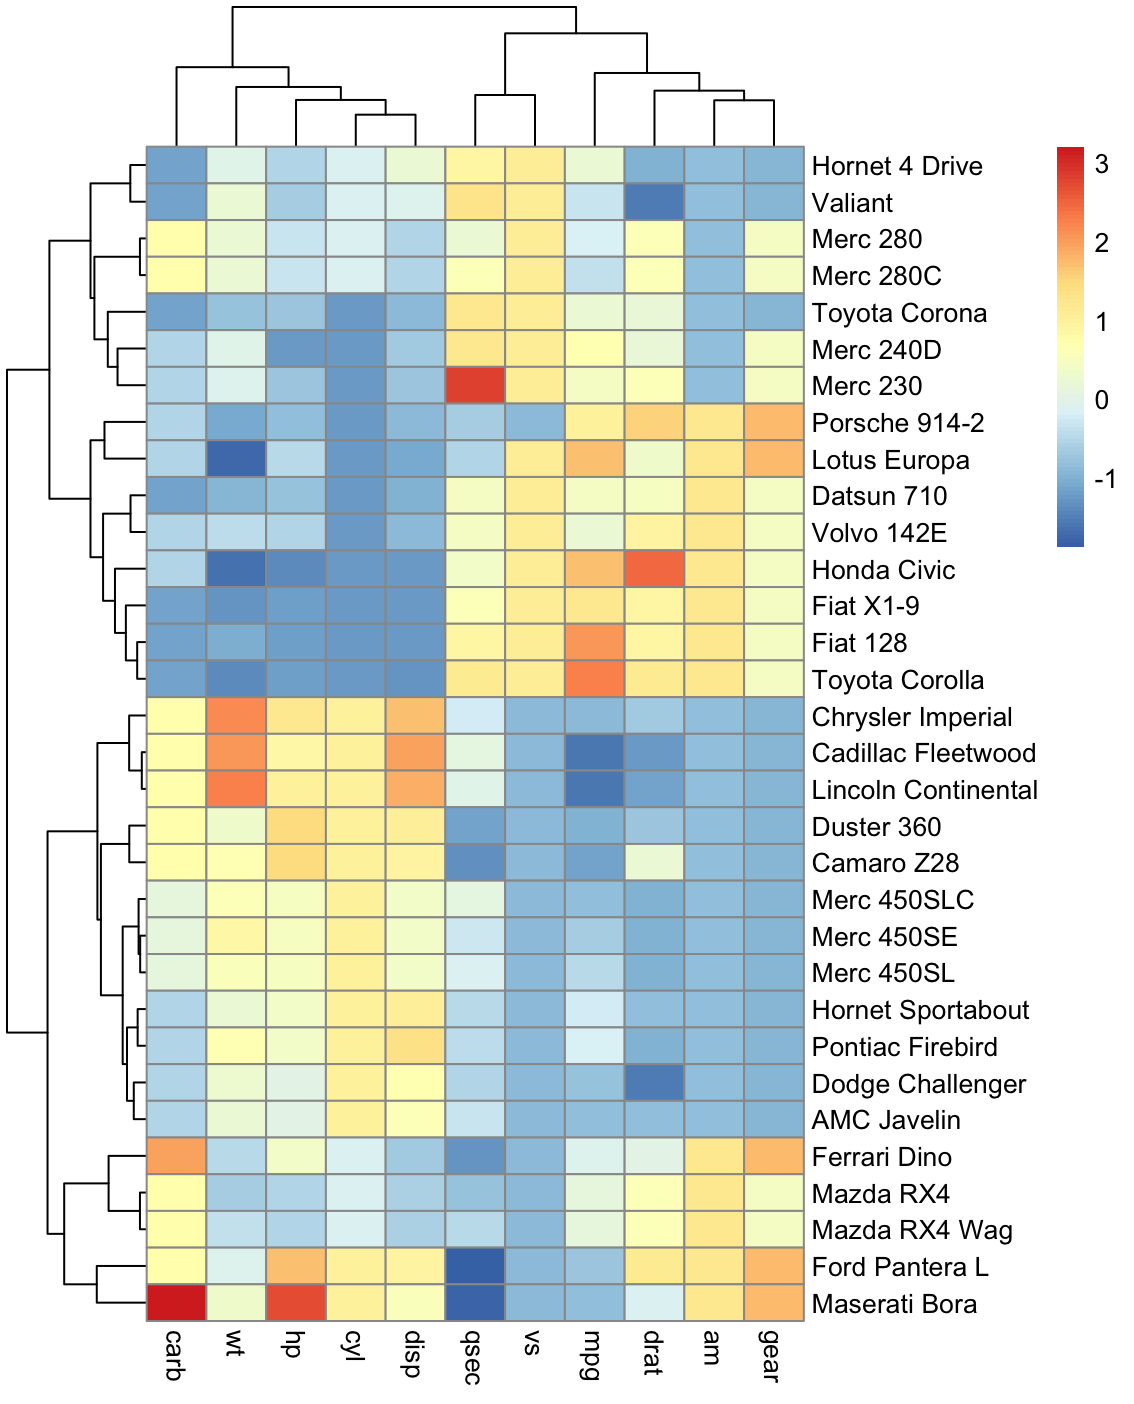 Hornet 4 Drive
Valiant
Merc 280
Merc 280C
Toyota Corona
Merc 240D
Merc 230
Porsche 914-2
Lotus Europa
Datsun 710
Volvo 142E
Honda Civic
Fiat X1-9
Fiat 128
Toyota Corolla
Chrysler Imperial
Cadillac Fleetwood
Lincoln Continental
Duster 360
Camaro Z28
Merc 450SLC
Merc 450SE
Merc 450SL
Hornet Sportabout
Pontiac Firebird
Dodge Challenger
AMC Javelin
Ferrari Dino
Mazda RX4
Mazda RX4 Wag
Ford Pantera L
Maserati Bora
3
2
1
0
-1
carb
wt
hp
cyl
disp
qsec
vs
mpg
drat
am
gear